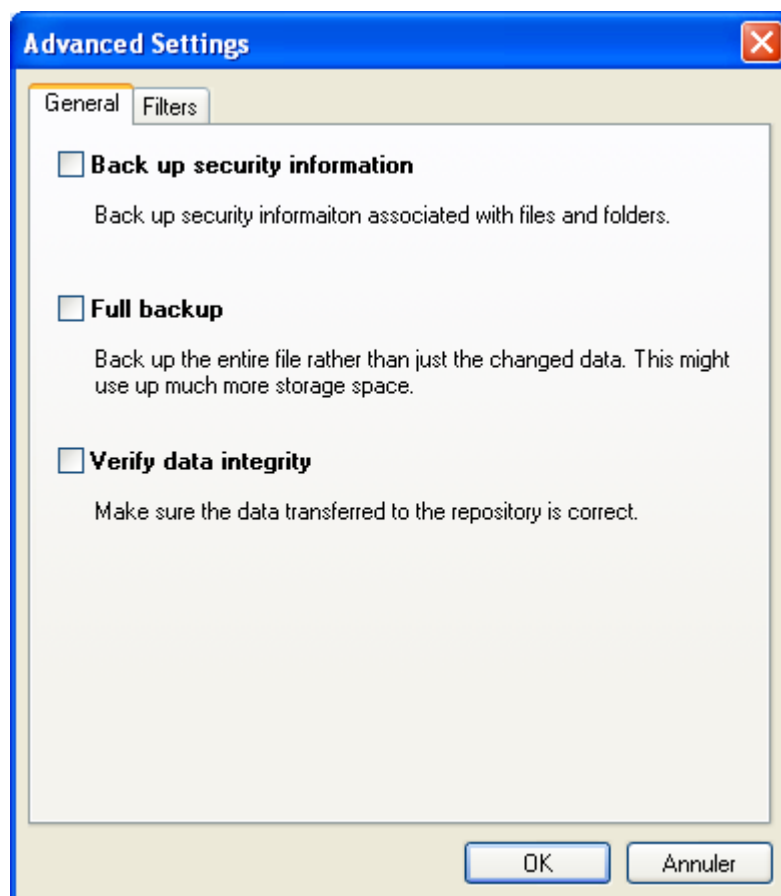 Advanced Settings
General
Filters
Back up security information
Back up security informaiton associated with files and folders.
Full backup
Back up the entire file rather than just the changed data. This might
use up much more storage space.
Verify data integrity
Make sure the data transferred to the repository is correct.
OK
Annuler